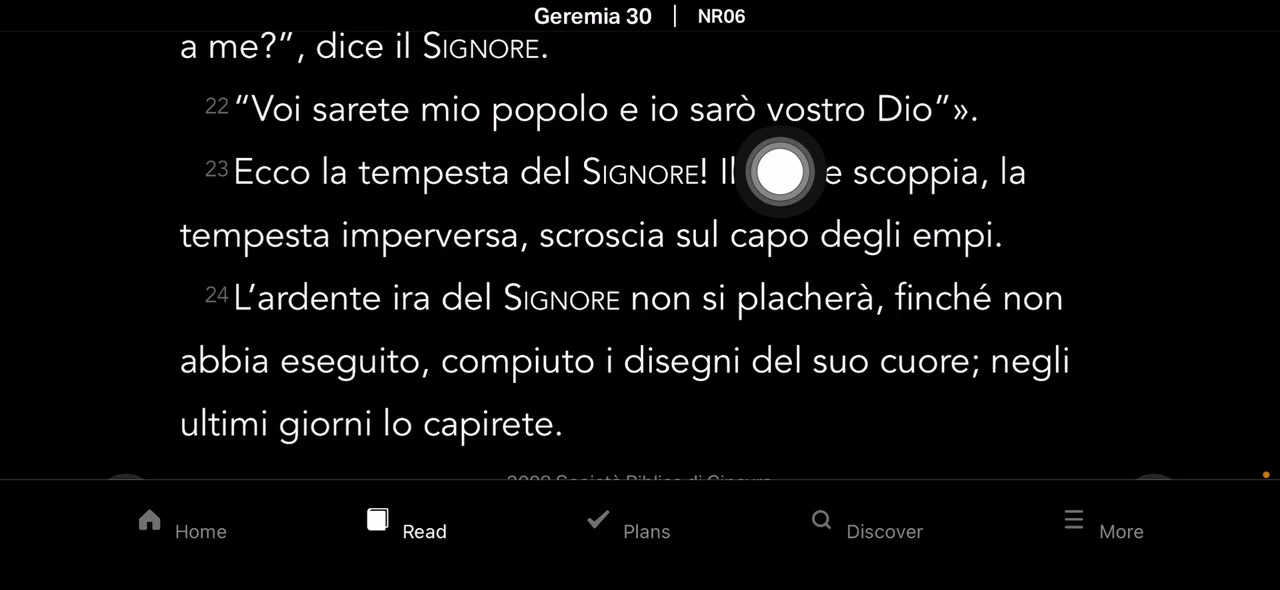 Geremia 30 | NR06
a me?”, dice il SIGNORE.
22 “Voi sarete mio popolo e io sarò vostro Dio”».
23 Ecco la tempesta del SIGNORE! Il scoppia, la
tempesta imperversa, scroscia sul capo degli empi.
24 L’ardente ira del SIGNORE non si placherà, finché non
abbia eseguito, compiuto i disegni del suo cuore; negli
ultimi giorni lo capirete.
Home Read Plans Discover More